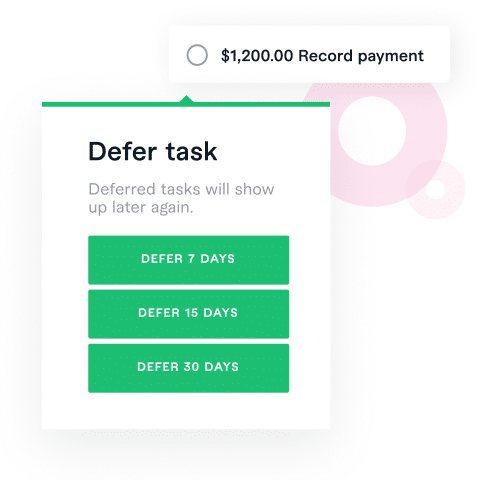 $1,200.00 Record payment
Defer task
Deferred tasks will show
up later again.
DEFER 7 DAYS
DEFER 15 DAYS
DEFER 30 DAYS